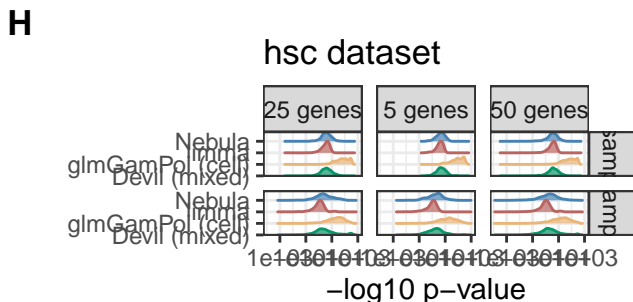 H
hsc dataset
25 genes 5 genes 50 genes
Nebula
limma
glmGamPoi (cell)
Devil (mixed)
Nebula
limma
glmGamPoi (cell)
Devil (mixed)
-log10 p-value